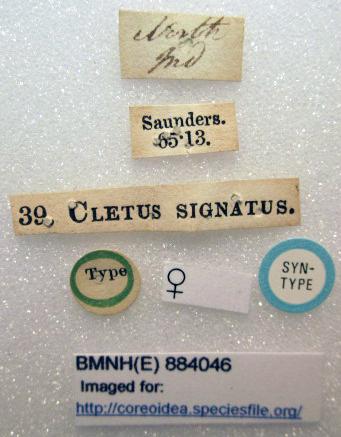 North
Ind
Saunders.
65·13.
39. CLETUS SIGNATUS.
Type
♀
SYN-
TYPE
BMNH(E) 884046
Imaged for:
http://coreoidea.speciesfile.org/